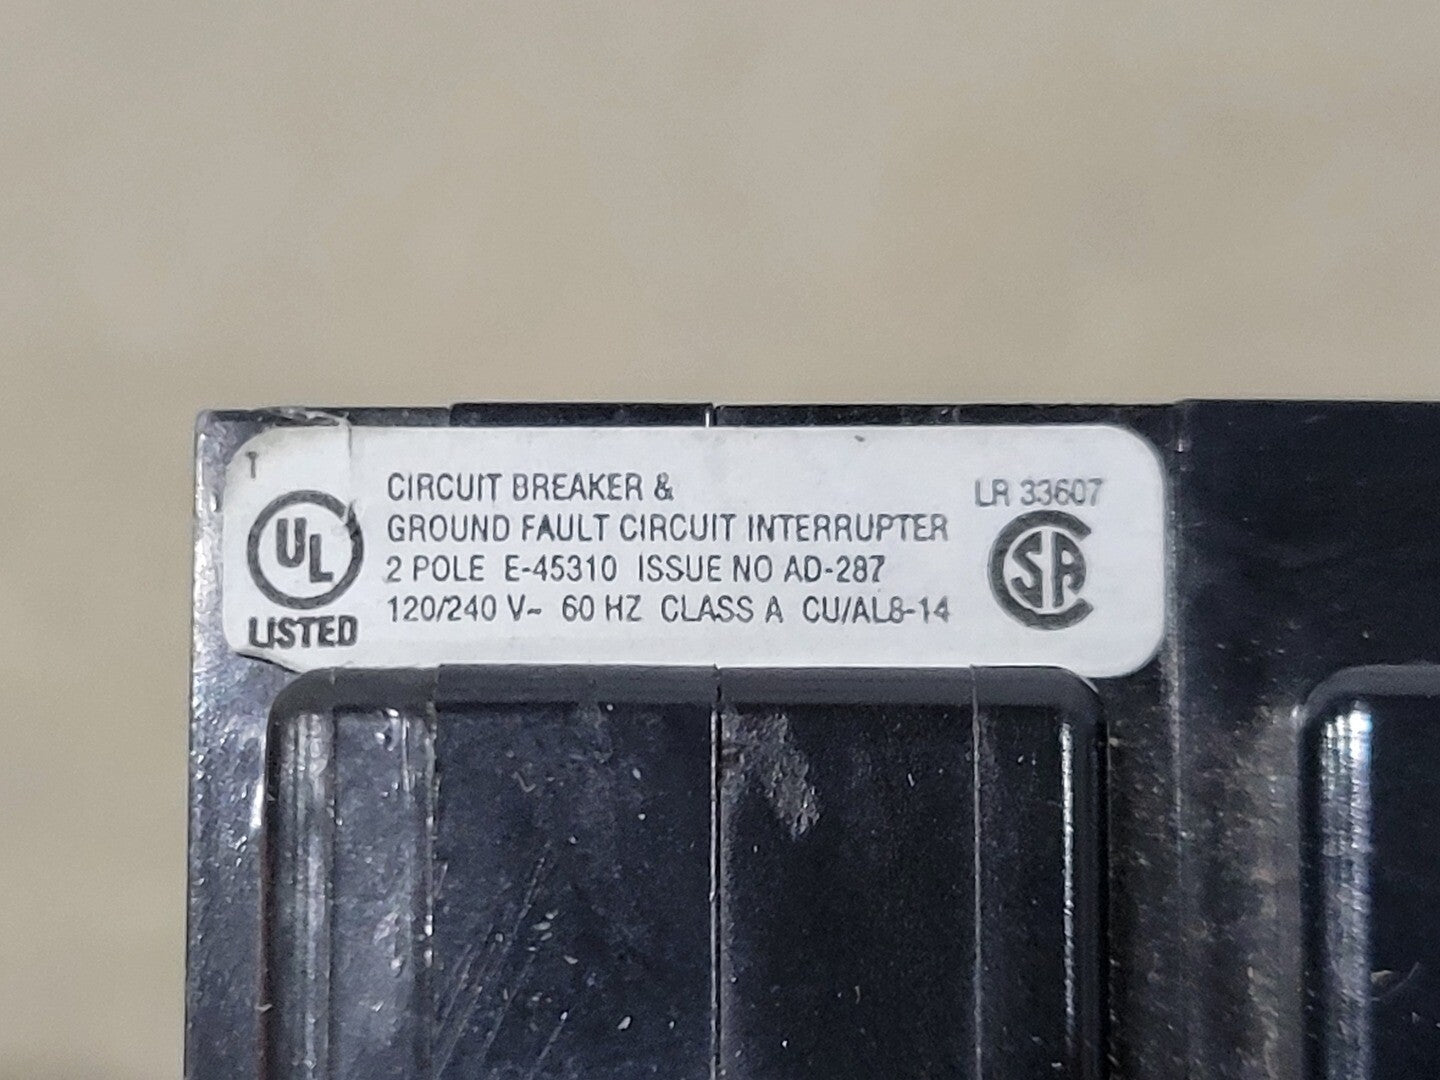 T
UL
LISTED
CIRCUIT BREAKER &
GROUND FAULT CIRCUIT INTERRUPTER
2 POLE E-45310 ISSUE NO AD-287
120/240 V~ 60 HZ CLASS A CU/AL8-14
LR 33607
SA